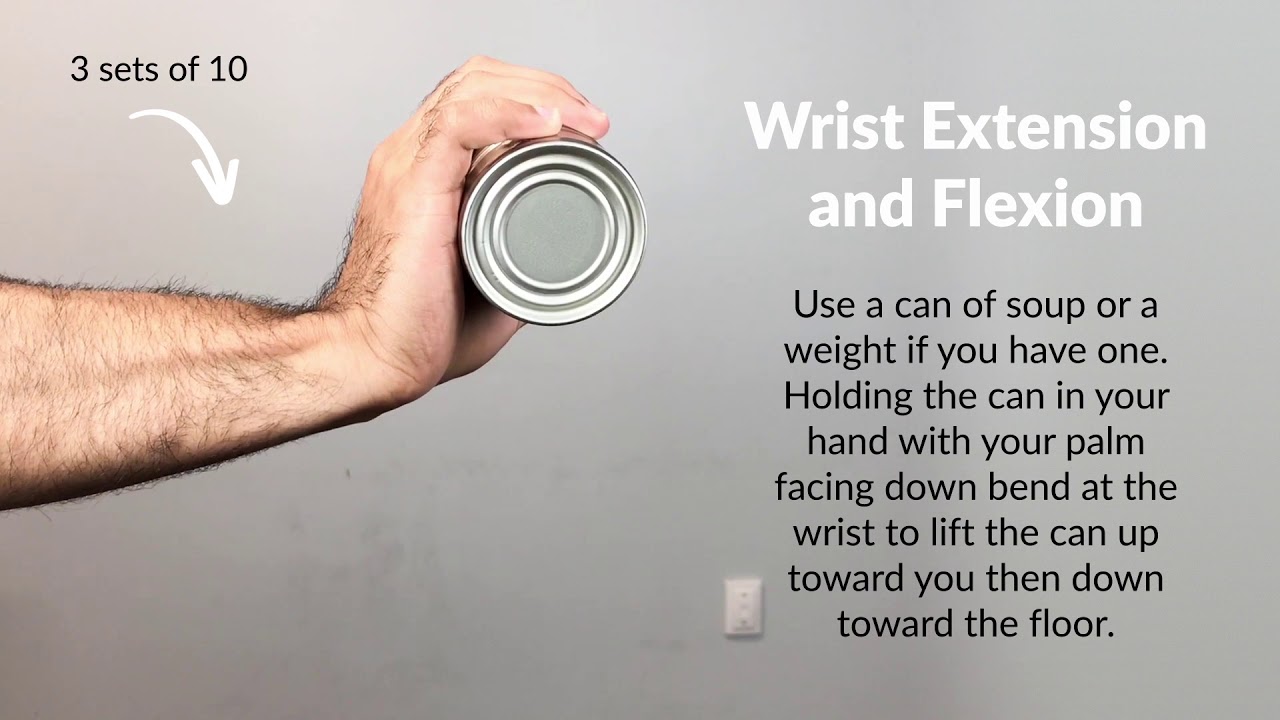 3 sets of 10
Wrist Extension
and Flexion
Use a can of soup or a
weight if you have one.
Holding the can in your
hand with your palm
facing down bend at the
wrist to lift the can up
toward you then down
toward the floor.